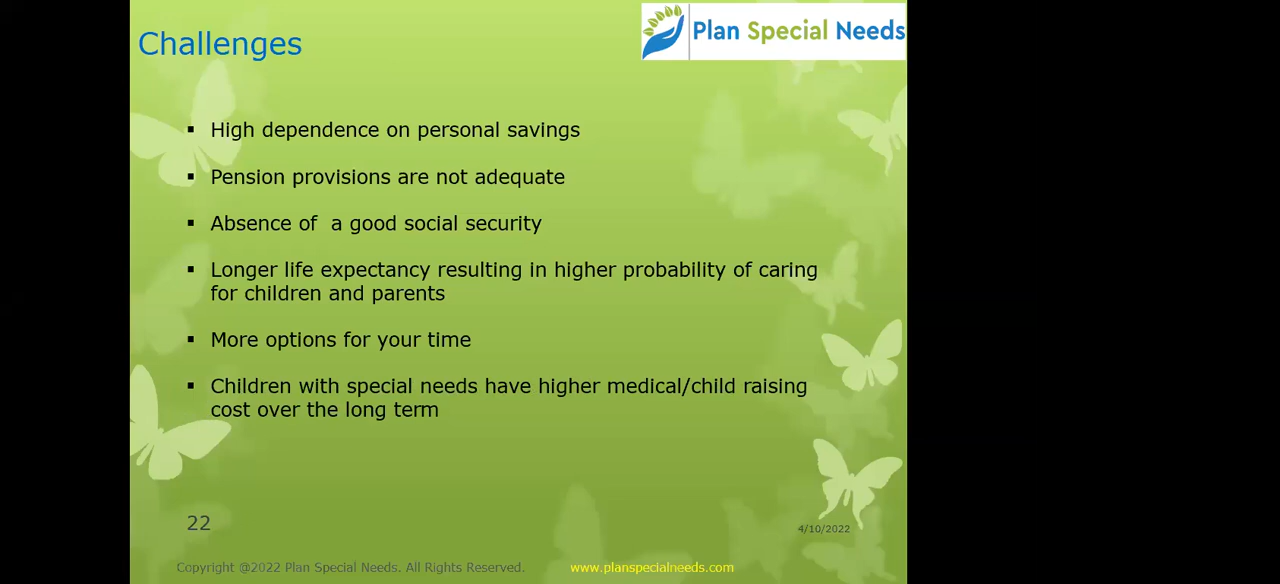 Challenges
Plan Special Needs
▪ High dependence on personal savings
▪ Pension provisions are not adequate
▪ Absence of  a good social security
▪ Longer life expectancy resulting in higher probability of caring
for children and parents
▪ More options for your time
▪ Children with special needs have higher medical/child raising
cost over the long term
22
4/10/2022
Copyright @2022 Plan Special Needs. All Rights Reserved.
www.planspecialneeds.com